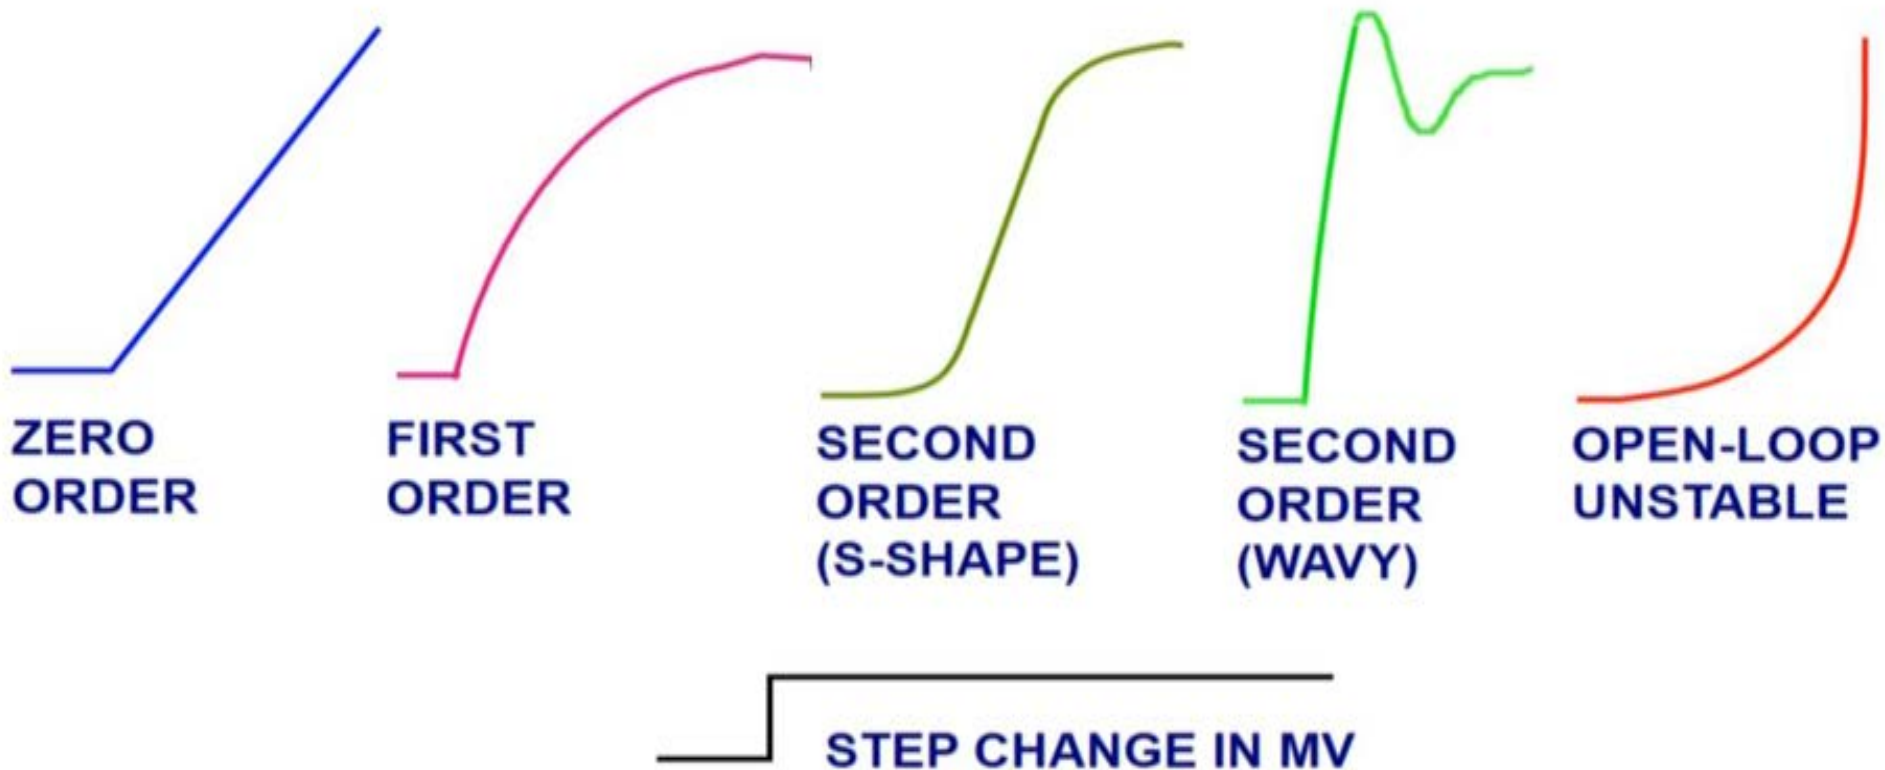 ZERO
ORDER
FIRST
ORDER
SECOND
ORDER
(S-SHAPE)
SECOND
ORDER
(WAVY)
OPEN-LOOP
UNSTABLE
STEP CHANGE IN MV